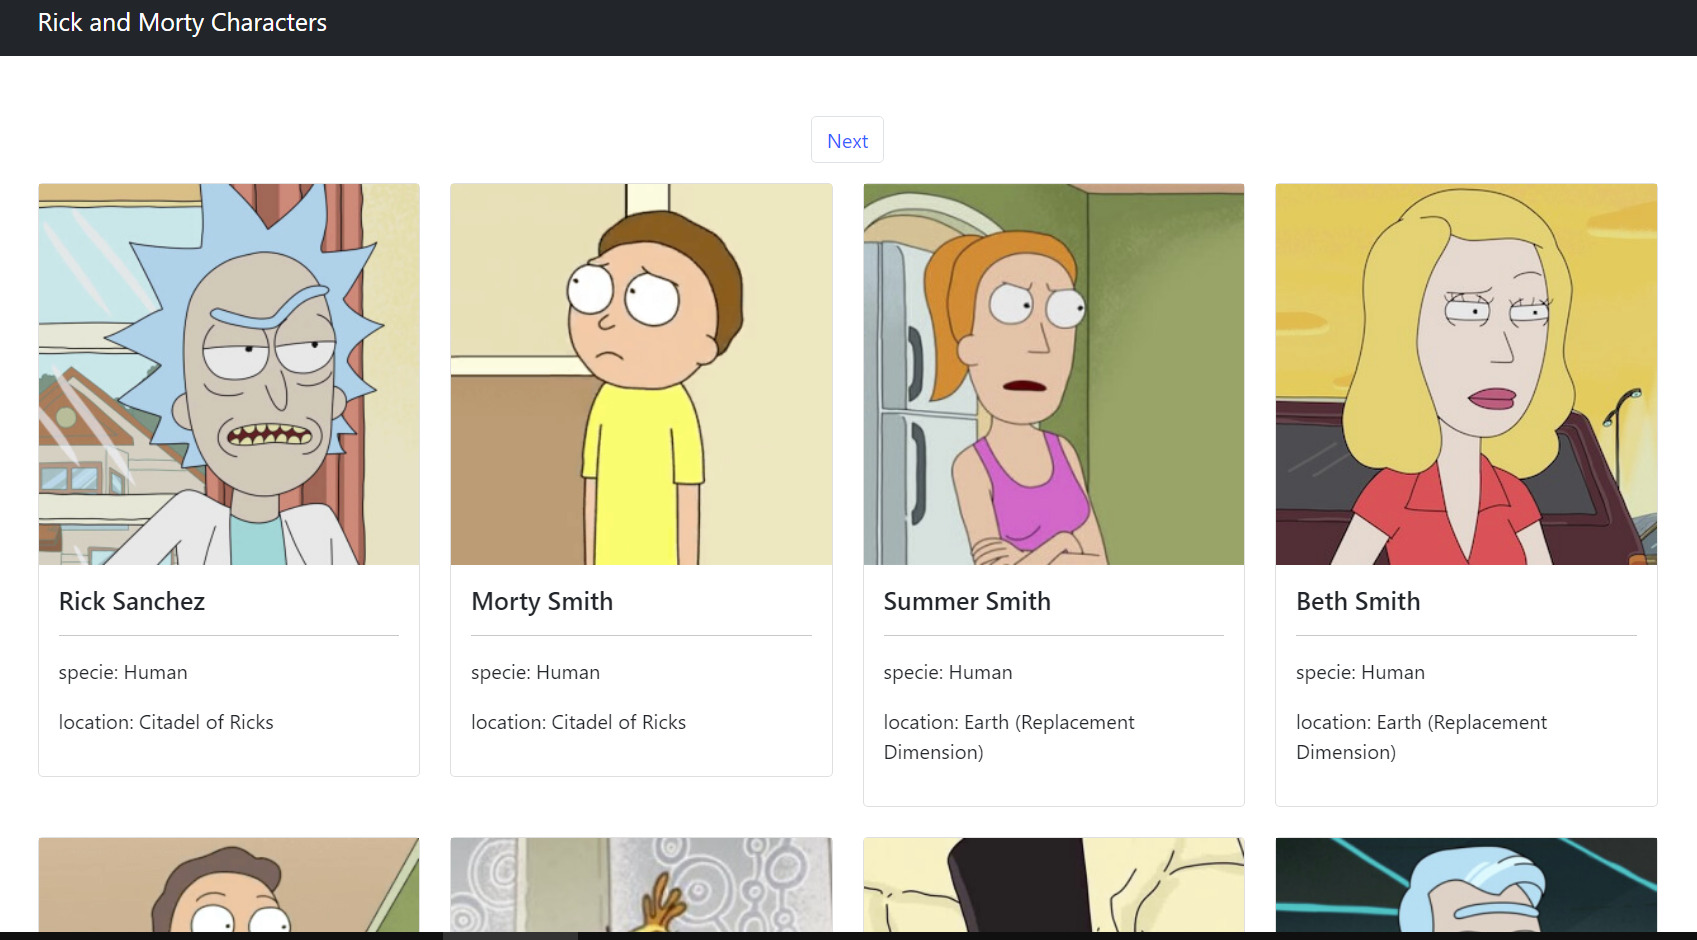 Rick and Morty Characters
Next
Rick Sanchez
specie: Human
location: Citadel of Ricks
Morty Smith
specie: Human
location: Citadel of Ricks
Summer Smith
specie: Human
location: Earth (Replacement
Dimension)
Beth Smith
specie: Human
location: Earth (Replacement
Dimension)